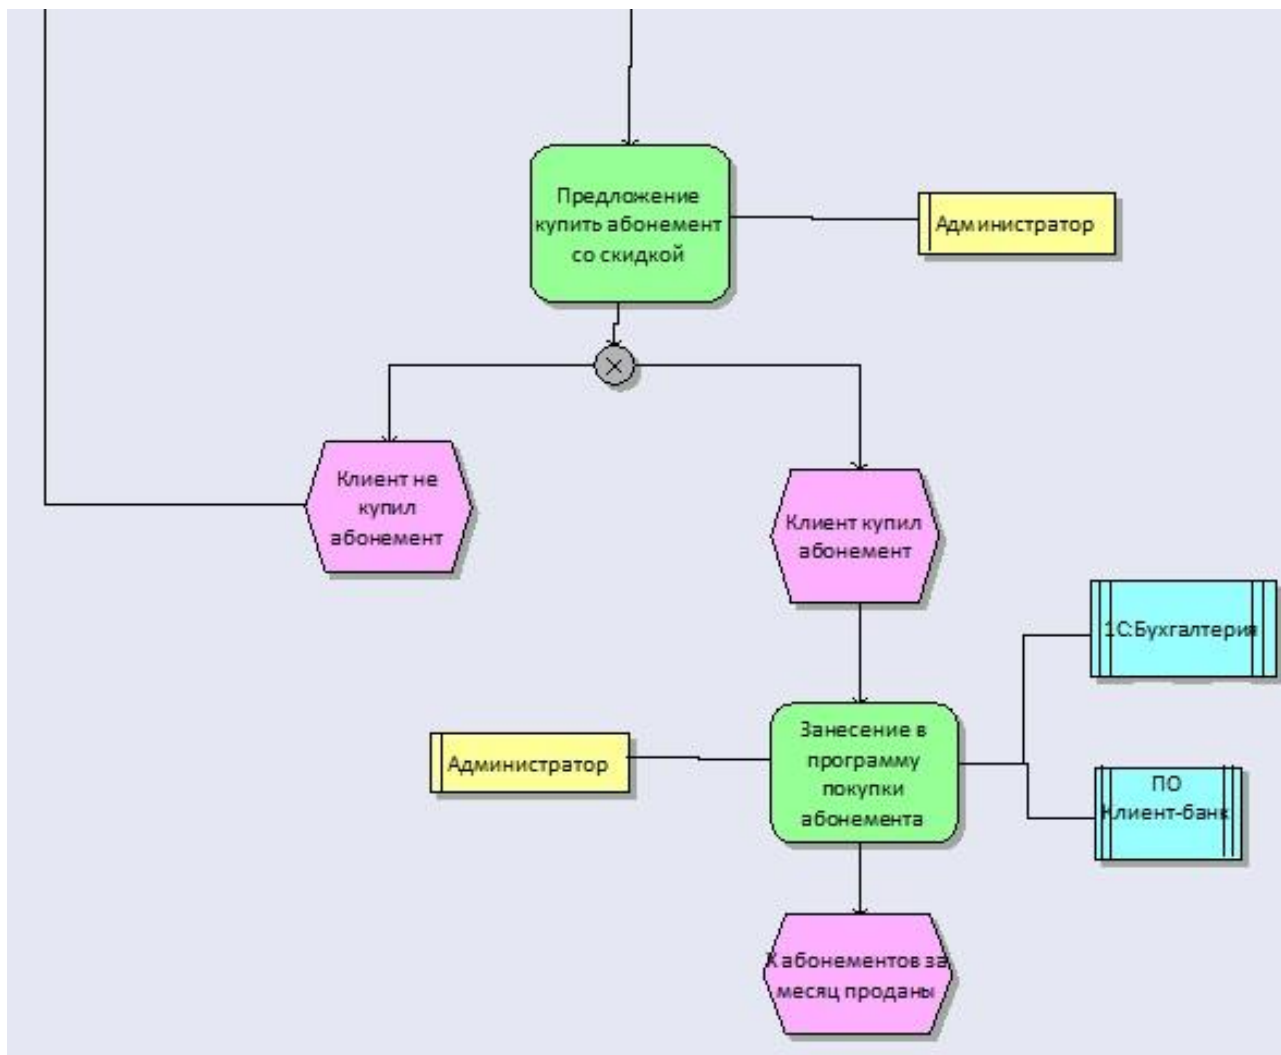 Предложение
купить абонемент
со скидкой
Администратор
Клиент не
купил
абонемент
Клиент купил
абонемент
1С:Бухгалтерия
Занесение в
программу
покупки
абонемента
Администратор
ПО
Клиент-банк
Х абонементов за
месяц проданы